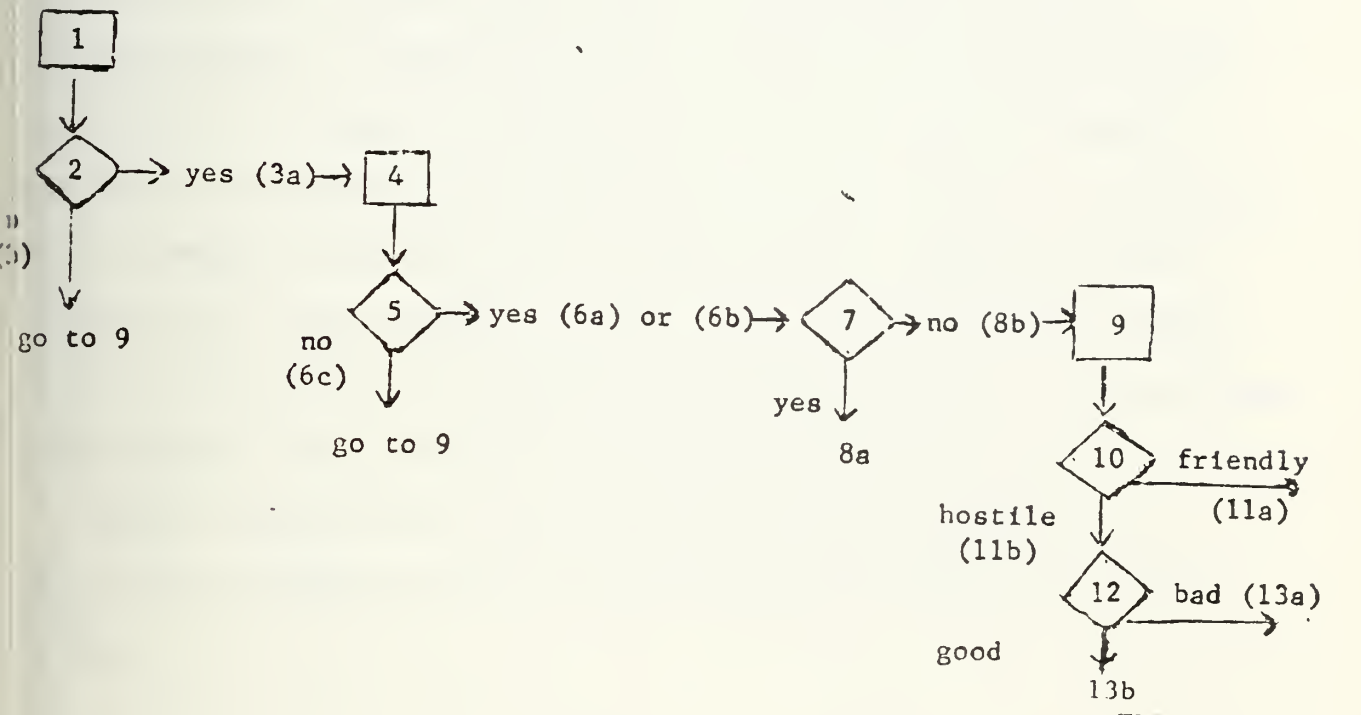 1
2
yes (3a)
4
go to 9
5
yes (6a) or (6b)
7
no (8b)
9
no
(6c)
go to 9
yes
8a
10
friendly
(11a)
hostile
(11b)
12
bad (13a)
good
13b